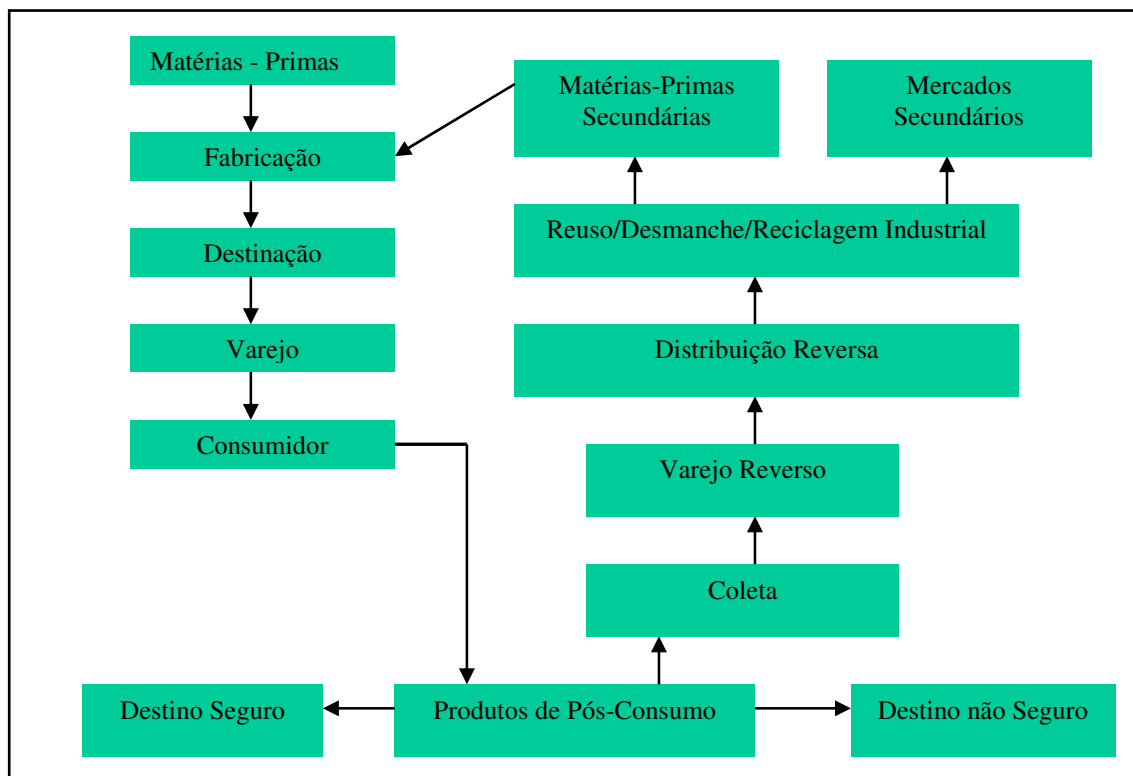 Matérias - Primas
Fabricação
Destinação
Varejo
Consumidor
Matérias-Primas
Secundárias
Mercados
Secundários
Reuso/Desmanche/Reciclagem Industrial
Distribuição Reversa
Varejo Reverso
Coleta
Destino Seguro
Produtos de Pós-Consumo
Destino não Seguro